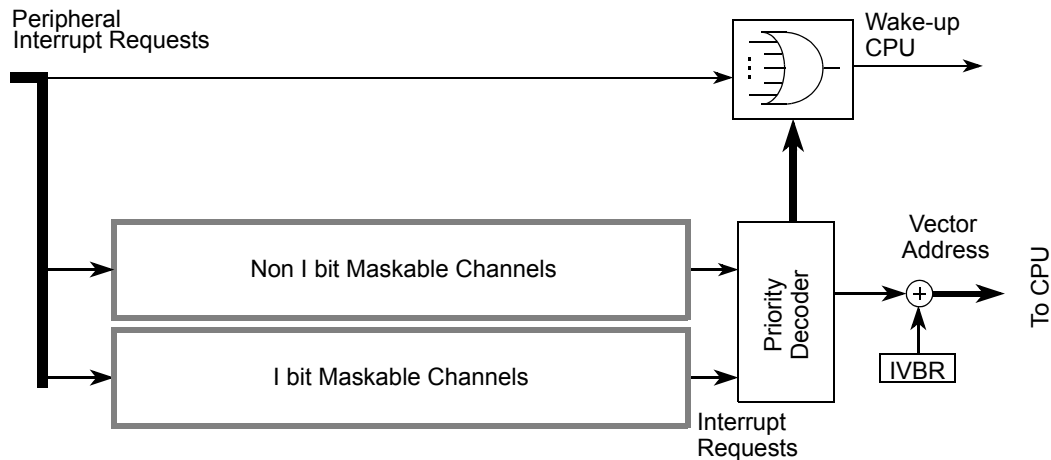 Peripheral
Interrupt Requests
Wake-up
CPU
Non I bit Maskable Channels
I bit Maskable Channels
Priority
Decoder
Interrupt
Requests
Vector
Address
+
IVBR
To CPU